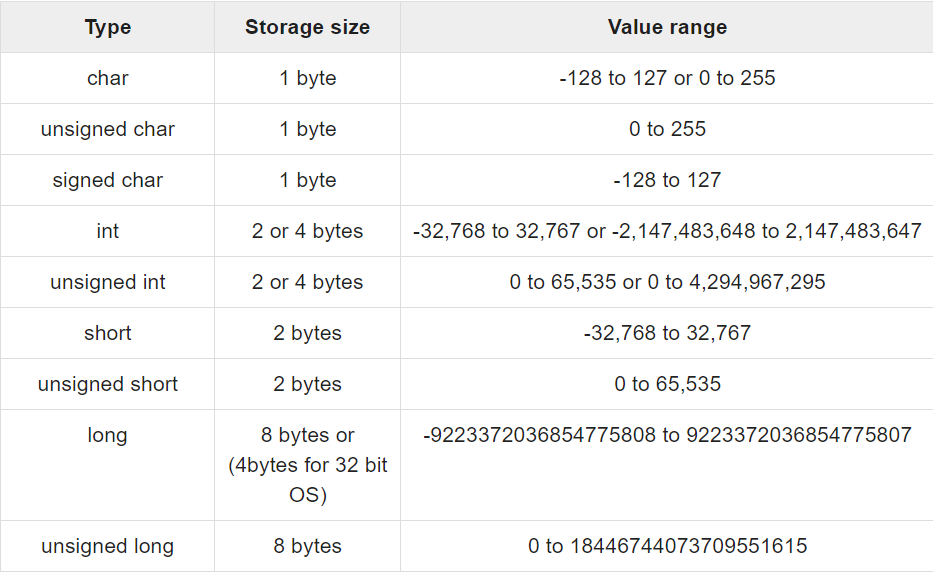 Type Storage size Value range
char 1 byte -128 to 127 or 0 to 255
unsigned char 1 byte 0 to 255
signed char 1 byte -128 to 127
int 2 or 4 bytes -32,768 to 32,767 or -2,147,483,648 to 2,147,483,647
unsigned int 2 or 4 bytes 0 to 65,535 or 0 to 4,294,967,295
short 2 bytes -32,768 to 32,767
unsigned short 2 bytes 0 to 65,535
long 8 bytes or -9223372036854775808 to 9223372036854775807
(4bytes for 32 bit
OS)
unsigned long 8 bytes 0 to 18446744073709551615